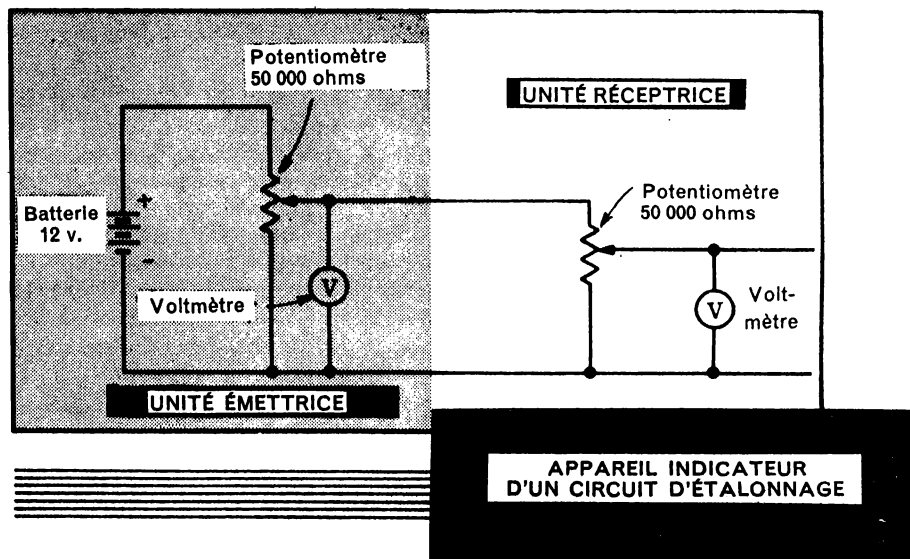 Potentiomètre
50 000 ohms
UNITÉ RÉCEPTRICE
Potentiomètre
50 000 ohms
Batterie
12 v.
+
-
Voltmètre
V
V
Volt-
mètre
UNITÉ ÉMETTRICE
APPAREIL INDICATEUR
D'UN CIRCUIT D'ÉTALONNAGE